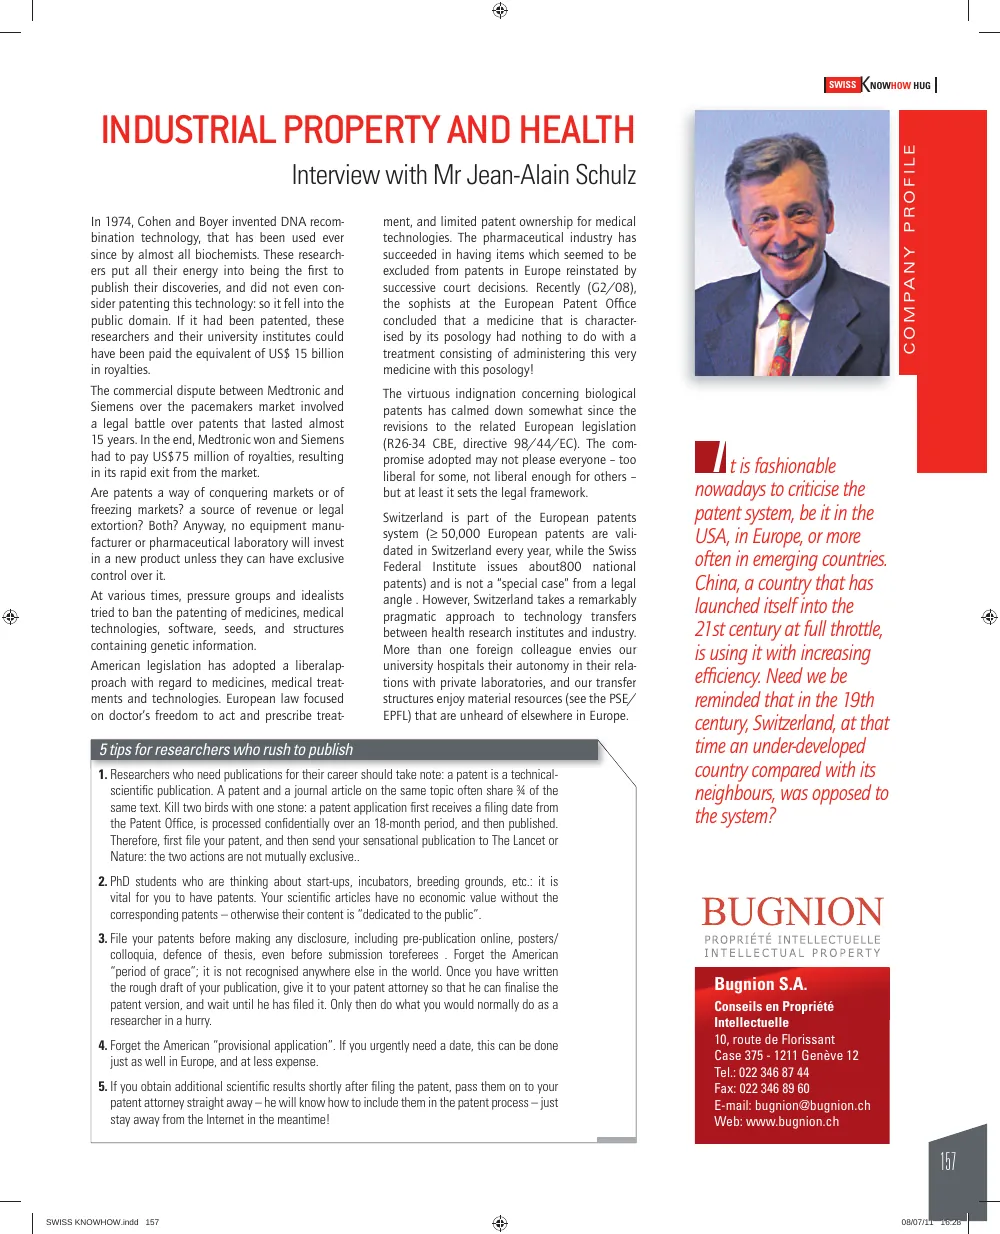 SWISS KNOWHOW HUG
INDUSTRIAL PROPERTY AND HEALTH
Interview with Mr Jean-Alain Schulz
In 1974, Cohen and Boyer invented DNA recom-
bination technology, that has been used ever
since by almost all biochemists. These research-
ers put all their energy into being the first to
publish their discoveries, and did not even con-
sider patenting this technology: so it fell into the
public domain. If it had been patented, these
researchers and their university institutes could
have been paid the equivalent of US$ 15 billion
in royalties.
The commercial dispute between Medtronic and
Siemens over the pacemakers market involved
a legal battle over patents that lasted almost
15 years. In the end, Medtronic won and Siemens
had to pay US$75 million of royalties, resulting
in its rapid exit from the market.
Are patents a way of conquering markets or of
freezing markets? a source of revenue or legal
extortion? Both? Anyway, no equipment manu-
facturer or pharmaceutical laboratory will invest
in a new product unless they can have exclusive
control over it.
At various times, pressure groups and idealists
tried to ban the patenting of medicines, medical
technologies, software, seeds, and structures
containing genetic information.
American legislation has adopted a liberalap-
proach with regard to medicines, medical treat-
ments and technologies. European law focused
on doctor's freedom to act and prescribe treat-
ment, and limited patent ownership for medical
technologies. The pharmaceutical industry has
succeeded in having items which seemed to be
excluded from patents in Europe reinstated by
successive court decisions. Recently (G2/08),
the sophists at the European Patent Office
concluded that a medicine that is character-
ised by its posology had nothing to do with a
treatment consisting of administering this very
medicine with this posology!
The virtuous indignation concerning biological
patents has calmed down somewhat since the
revisions to the related European legislation
(R26-34 CBE, directive 98/44/EC). The com-
promise adopted may not please everyone – too
liberal for some, not liberal enough for others –
but at least it sets the legal framework.
Switzerland is part of the European patents
system (≥ 50,000 European patents are vali-
dated in Switzerland every year, while the Swiss
Federal Institute issues about800 national
patents) and is not a "special case" from a legal
angle . However, Switzerland takes a remarkably
pragmatic approach to technology transfers
between health research institutes and industry.
More than one foreign colleague envies our
university hospitals their autonomy in their rela-
tions with private laboratories, and our transfer
structures enjoy material resources (see the PSE/
EPFL) that are unheard of elsewhere in Europe.
5 tips for researchers who rush to publish
1. Researchers who need publications for their career should take note: a patent is a technical-
scientific publication. A patent and a journal article on the same topic often share ¾ of the
same text. Kill two birds with one stone: a patent application first receives a filing date from
the Patent Office, is processed confidentially over an 18-month period, and then published.
Therefore, first file your patent, and then send your sensational publication to The Lancet or
Nature: the two actions are not mutually exclusive..
2. PhD students who are thinking about start-ups, incubators, breeding grounds, etc.: it is
vital for you to have patents. Your scientific articles have no economic value without the
corresponding patents – otherwise their content is "dedicated to the public".
3. File your patents before making any disclosure, including pre-publication online, posters/
colloquia, defence of thesis, even before submission toreferees . Forget the American
"period of grace"; it is not recognised anywhere else in the world. Once you have written
the rough draft of your publication, give it to your patent attorney so that he can finalise the
patent version, and wait until he has filed it. Only then do what you would normally do as a
researcher in a hurry.
4. Forget the American "provisional application". If you urgently need a date, this can be done
just as well in Europe, and at less expense.
5. If you obtain additional scientific results shortly after filing the patent, pass them on to your
patent attorney straight away – he will know how to include them in the patent process – just
stay away from the Internet in the meantime!
COMPANY PROFILE
It is fashionable
nowadays to criticise the
patent system, be it in the
USA, in Europe, or more
often in emerging countries.
China, a country that has
launched itself into the
21st century at full throttle,
is using it with increasing
efficiency. Need we be
reminded that in the 19th
century, Switzerland, at that
time an under-developed
country compared with its
neighbours, was opposed to
the system?
BUGNION
PROPRIÉTÉ INTELLECTUELLE
INTELLECTUAL PROPERTY
Bugnion S.A.
Conseils en Propriété
Intellectuelle
10, route de Florissant
Case 375 - 1211 Genève 12
Tel.: 022 346 87 44
Fax: 022 346 89 60
E-mail: bugnion@bugnion.ch
Web: www.bugnion.ch
157
SWISS KNOWHOW.indd 157
08/07/11 16:28